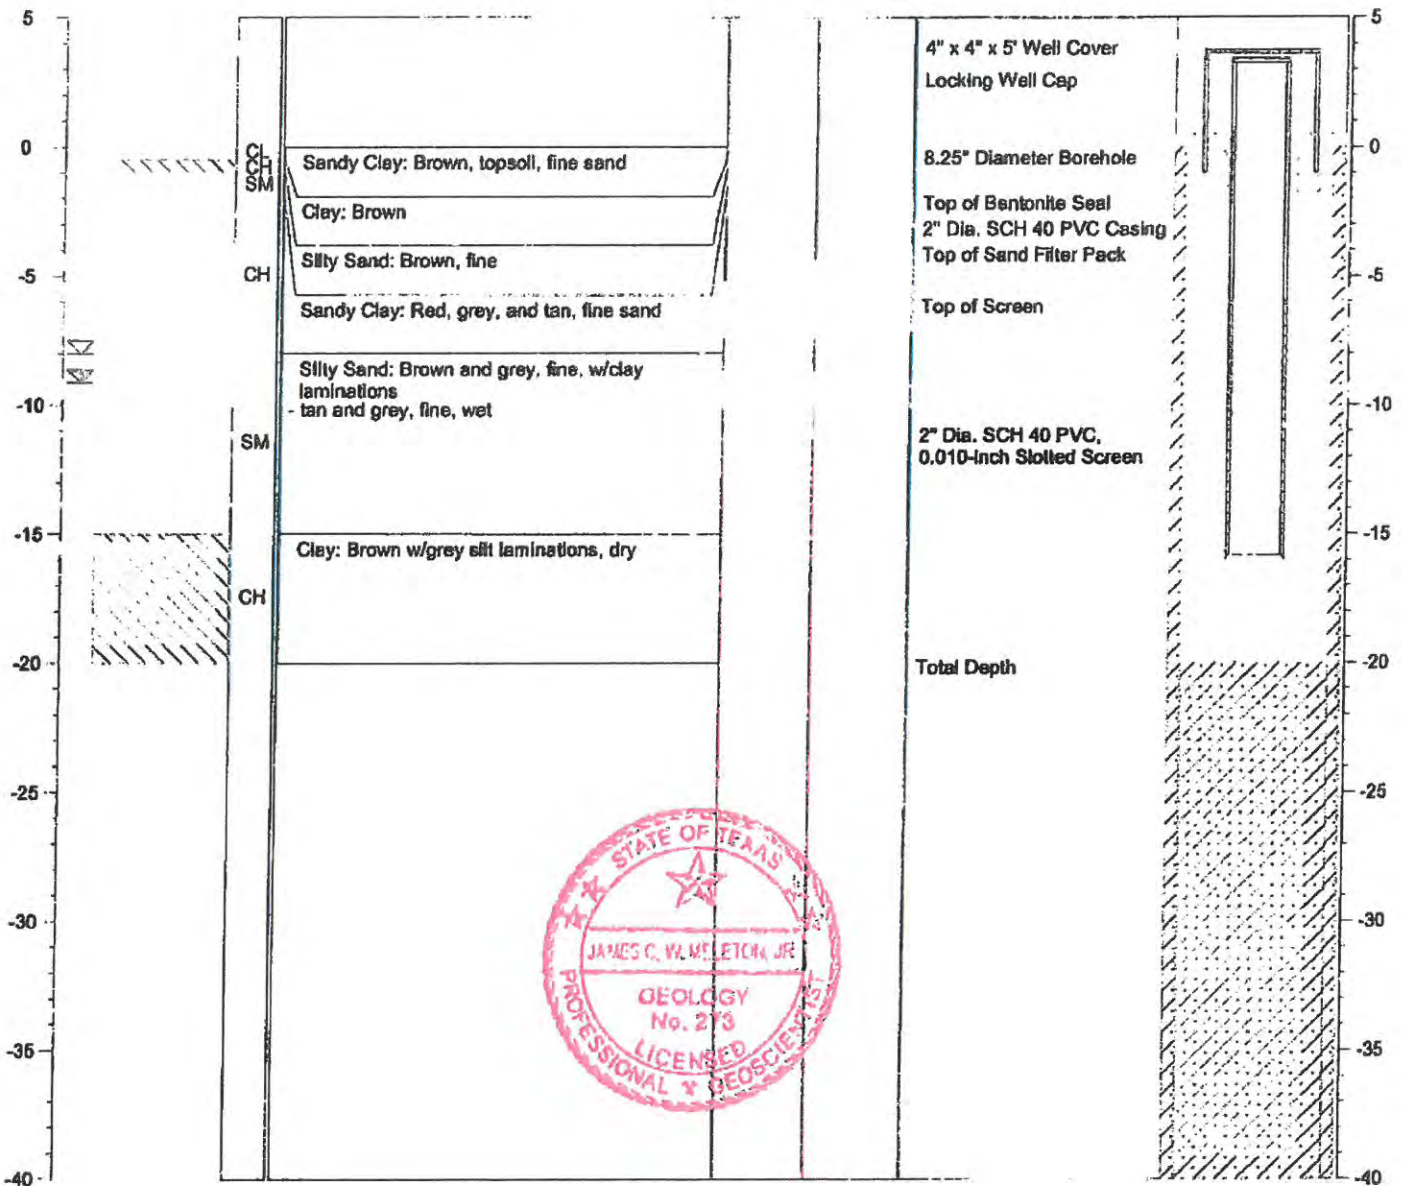 5
0
-5
-10
-15
-20
-25
-30
-35
-40
CL
CH
SM
CH
SM
CH
Sandy Clay: Brown, topsoil, fine sand
Clay: Brown
Silty Sand: Brown, fine
Sandy Clay: Red, grey, and tan, fine sand
Silty Sand: Brown and grey, fine, w/clay
laminations
- tan and grey, fine, wet
Clay: Brown w/grey silt laminations, dry
4" x 4" x 5' Well Cover
Locking Well Cap
8.25" Diameter Borehole
Top of Bentonite Seal
2" Dia. SCH 40 PVC Casing
Top of Sand Filter Pack
Top of Screen
2" Dia. SCH 40 PVC,
0.010-inch Slotted Screen
Total Depth
5
0
-5
-10
-15
-20
-25
-30
-35
-40
STATE OF TEXAS
JAMES C. JR
GEOLOGY
No. 273
LICENSED
PROFESSIONAL GEOSCIENTIST